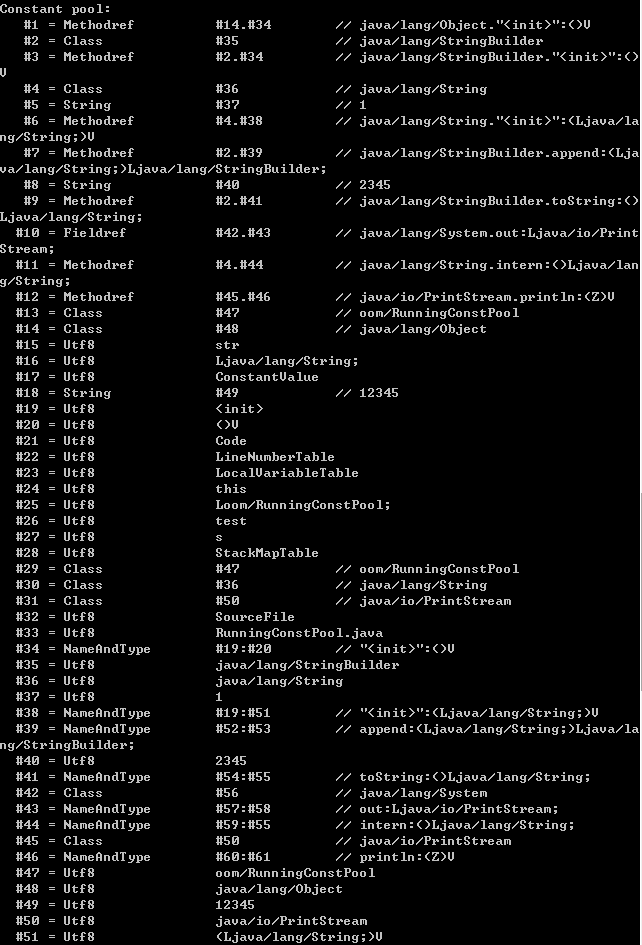 Constant pool:
#1 = Methodref #14.#34 // java/lang/Object."<init>":()V
#2 = Class #35 // java/lang/StringBuilder
#3 = Methodref #2.#34 // java/lang/StringBuilder."<init>":()
V
#4 = Class #36 // java/lang/String
#5 = String #37 // 1
#6 = Methodref #4.#38 // java/lang/String."<init>":(Ljava/la
ng/String;)V
#7 = Methodref #2.#39 // java/lang/StringBuilder.append:(Lja
va/lang/String;)Ljava/lang/StringBuilder;
#8 = String #40 // 2345
#9 = Methodref #2.#41 // java/lang/StringBuilder.toString:()
Ljava/lang/String;
#10 = Fieldref #42.#43 // java/lang/System.out:Ljava/io/Print
Stream;
#11 = Methodref #4.#44 // java/lang/String.intern:()Ljava/lan
g/String;
#12 = Methodref #45.#46 // java/io/PrintStream.println:(Z)V
#13 = Class #47 // oom/RunningConstPool
#14 = Class #48 // java/lang/Object
#15 = Utf8 str
#16 = Utf8 Ljava/lang/String;
#17 = Utf8 ConstantValue
#18 = String #49 // 12345
#19 = Utf8 <init>
#20 = Utf8 ()V
#21 = Utf8 Code
#22 = Utf8 LineNumberTable
#23 = Utf8 LocalVariableTable
#24 = Utf8 this
#25 = Utf8 Loom/RunningConstPool;
#26 = Utf8 test
#27 = Utf8 s
#28 = Utf8 StackMapTable
#29 = Class #47 // oom/RunningConstPool
#30 = Class #36 // java/lang/String
#31 = Class #50 // java/io/PrintStream
#32 = Utf8 SourceFile
#33 = Utf8 RunningConstPool.java
#34 = NameAndType #19:#20 // "<init>":()V
#35 = Utf8 java/lang/StringBuilder
#36 = Utf8 java/lang/String
#37 = Utf8 1
#38 = NameAndType #19:#51 // "<init>":(Ljava/lang/String;)V
#39 = NameAndType #52:#53 // append:(Ljava/lang/String;)Ljava/la
ng/StringBuilder;
#40 = Utf8 2345
#41 = NameAndType #54:#55 // toString:()Ljava/lang/String;
#42 = Class #56 // java/lang/System
#43 = NameAndType #57:#58 // out:Ljava/io/PrintStream;
#44 = NameAndType #59:#55 // intern:()Ljava/lang/String;
#45 = Class #50 // java/io/PrintStream
#46 = NameAndType #60:#61 // println:(Z)V
#47 = Utf8 oom/RunningConstPool
#48 = Utf8 java/lang/Object
#49 = Utf8 12345
#50 = Utf8 java/io/PrintStream
#51 = Utf8 (Ljava/lang/String;)V